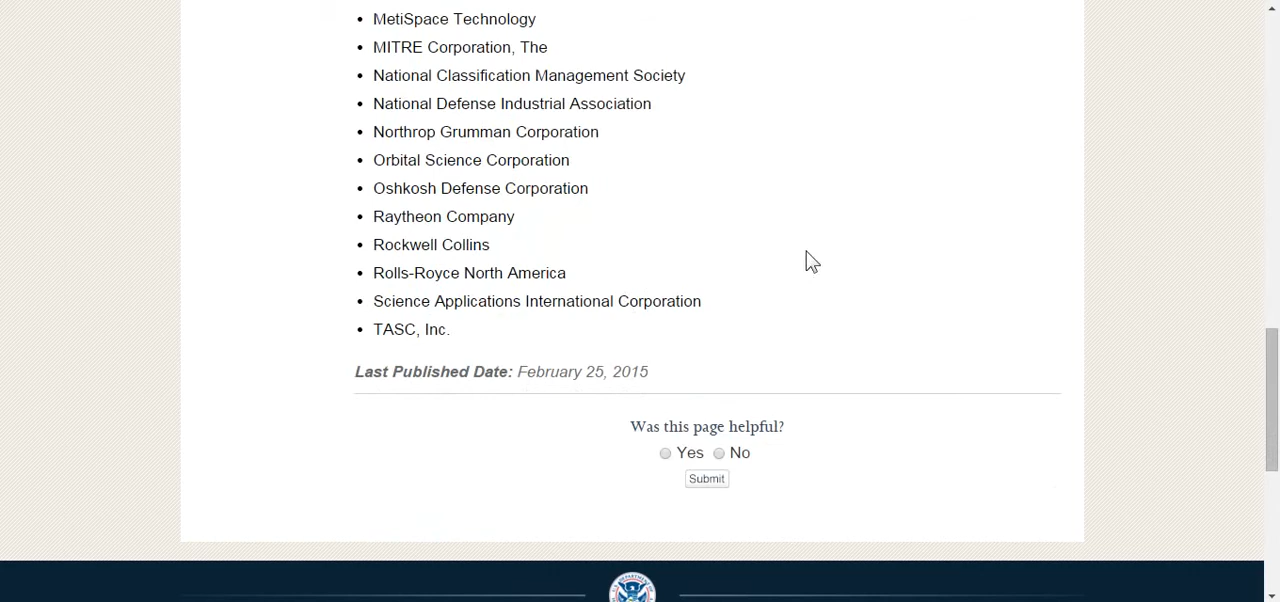 MetiSpace Technology
MITRE Corporation, The
National Classification Management Society
National Defense Industrial Association
Northrop Grumman Corporation
Orbital Science Corporation
Oshkosh Defense Corporation
Raytheon Company
Rockwell Collins
Rolls-Royce North America
Science Applications International Corporation
TASC, Inc.
Last Published Date: February 25, 2015
Was this page helpful?
Yes No
Submit